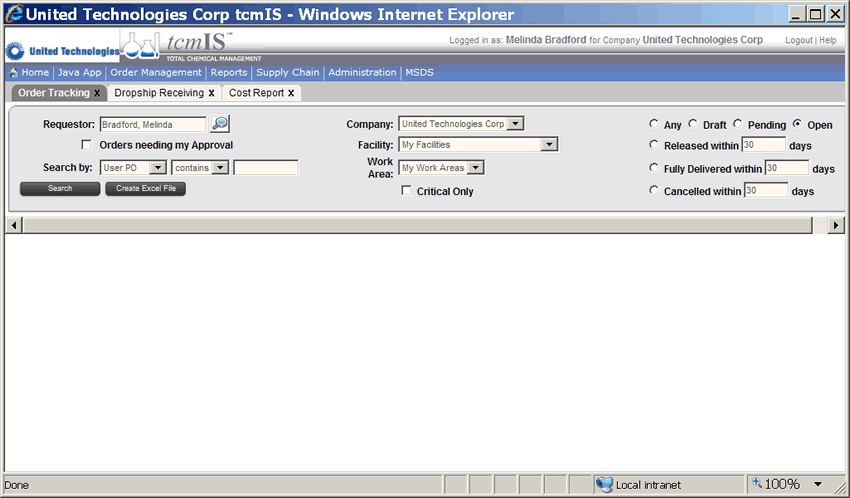 United Technologies Corp tcmIS - Windows Internet Explorer
United Technologies tcmIS™ Logged in as: Melinda Bradford for Company United Technologies Corp Logout | Help
TOTAL CHEMICAL MANAGEMENT
Home | Java App | Order Management | Reports | Supply Chain | Administration | MSDS
Order Tracking x Dropship Receiving x Cost Report x
Requestor: Bradford, Melinda Company: United Technologies Corp Any Draft Pending Open
Orders needing my Approval Facility: My Facilities Released within 30 days
Search by: User PO contains Work Area: My Work Areas Fully Delivered within 30 days
Search Create Excel File Critical Only Cancelled within 30 days
Done Local intranet 100%